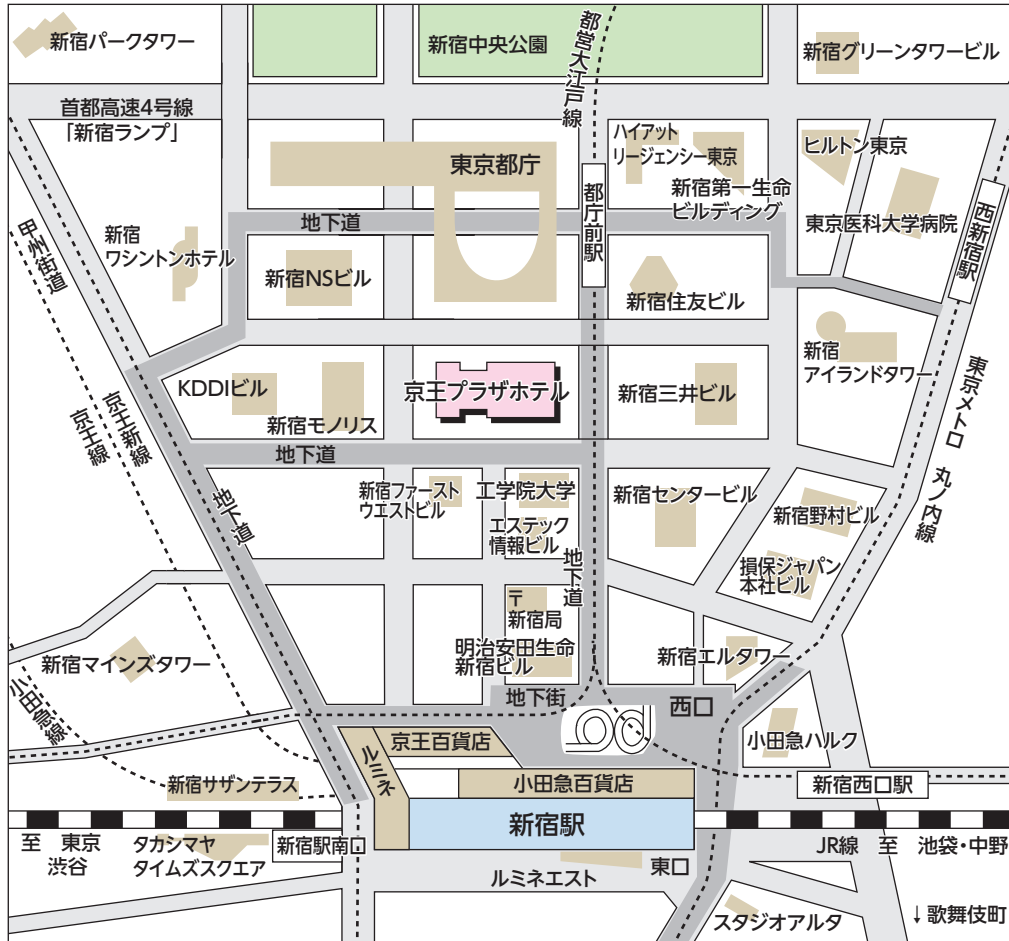 新宿パークタワー
新宿中央公園
都営大江戸線
新宿グリーンタワービル
首都高速4号線
「新宿ランプ」
東京都庁
ハイアット
リージェンシー東京
ヒルトン東京
都庁前駅
新宿第一生命
ビルディング
東京医科大学病院
西新宿駅
地下道
甲州街道
新宿
ワシントンホテル
新宿NSビル
新宿住友ビル
KDDIビル
新宿モノリス
京王プラザホテル
新宿三井ビル
新宿
アイランドタワー
東京メトロ 丸ノ内線
京王新線
京王線
地下道
地下道
新宿ファースト
ウエストビル
工学院大学
エステック
情報ビル
地下道
新宿センタービル
新宿野村ビル
損保ジャパン
本社ビル
〒
新宿局
明治安田生命
新宿ビル
新宿エルタワー
新宿マインズタワー
小田急線
地下街
西口
小田急ハルク
京王百貨店
ルミネ
小田急百貨店
新宿西口駅
新宿サザンテラス
新宿駅
至 東京
渋谷
タカシマヤ
タイムズスクエア
新宿駅南口
JR線 至 池袋・中野
ルミネエスト
東口
スタジオアルタ
↓歌舞伎町